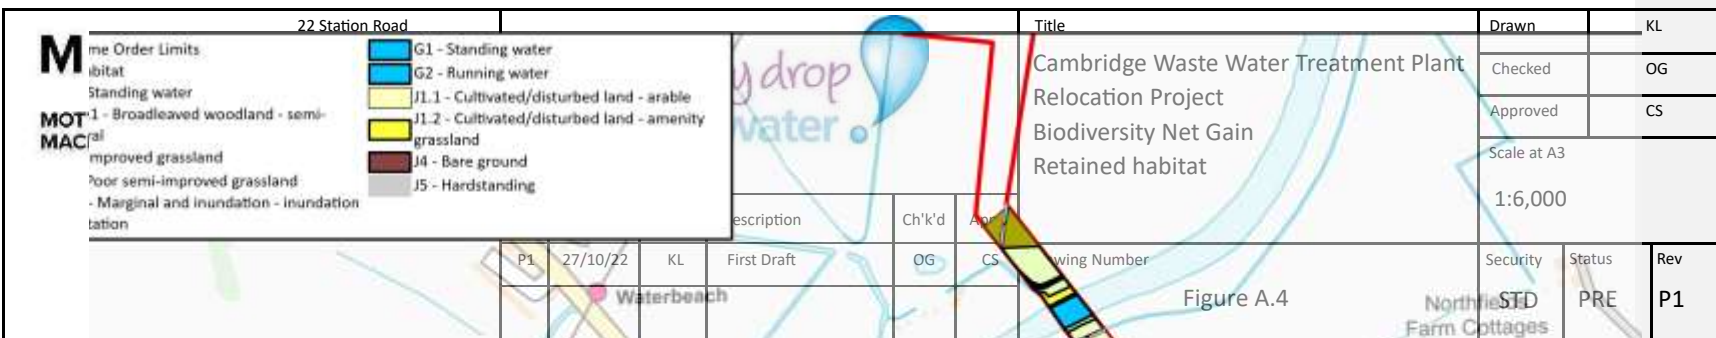 22 Station Road
M
MOT
MAC
me Order Limits
bitat
Standing water
1 - Broadleaved woodland - semi-
ral
mproved grassland
Poor semi-improved grassland
- Marginal and inundation - inundation
tation
G1 - Standing water
G2 - Running water
J1.1 - Cultivated/disturbed land - arable
J1.2 - Cultivated/disturbed land - amenity
grassland
J4 - Bare ground
J5 - Hardstanding
y drop
water
escription
Ch'k'd
App
P1 27/10/22 KL First Draft OG CS
Waterbeach
Title
Cambridge Waste Water Treatment Plant
Relocation Project
Biodiversity Net Gain
Retained habitat
wing Number
Figure A.4
Drawn KL
Checked OG
Approved CS
Scale at A3
1:6,000
Security Status Rev
STD PRE P1
Northfields
Farm Cottages